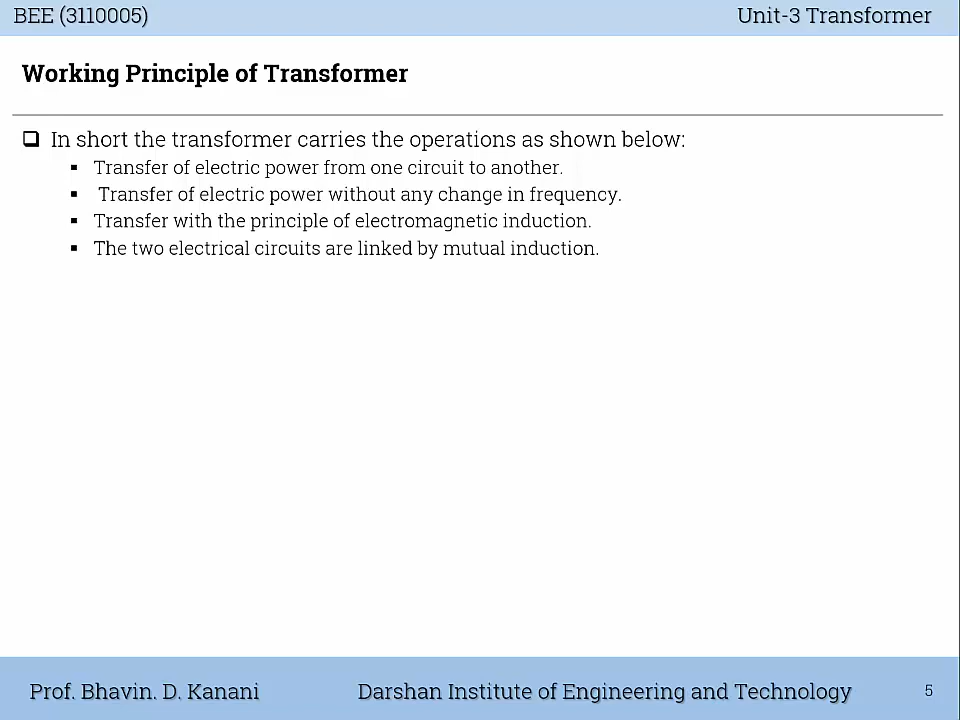 BEE (3110005) Unit-3 Transformer
Working Principle of Transformer
In short the transformer carries the operations as shown below:
Transfer of electric power from one circuit to another.
Transfer of electric power without any change in frequency.
Transfer with the principle of electromagnetic induction.
The two electrical circuits are linked by mutual induction.
Prof. Bhavin. D. Kanani Darshan Institute of Engineering and Technology 5